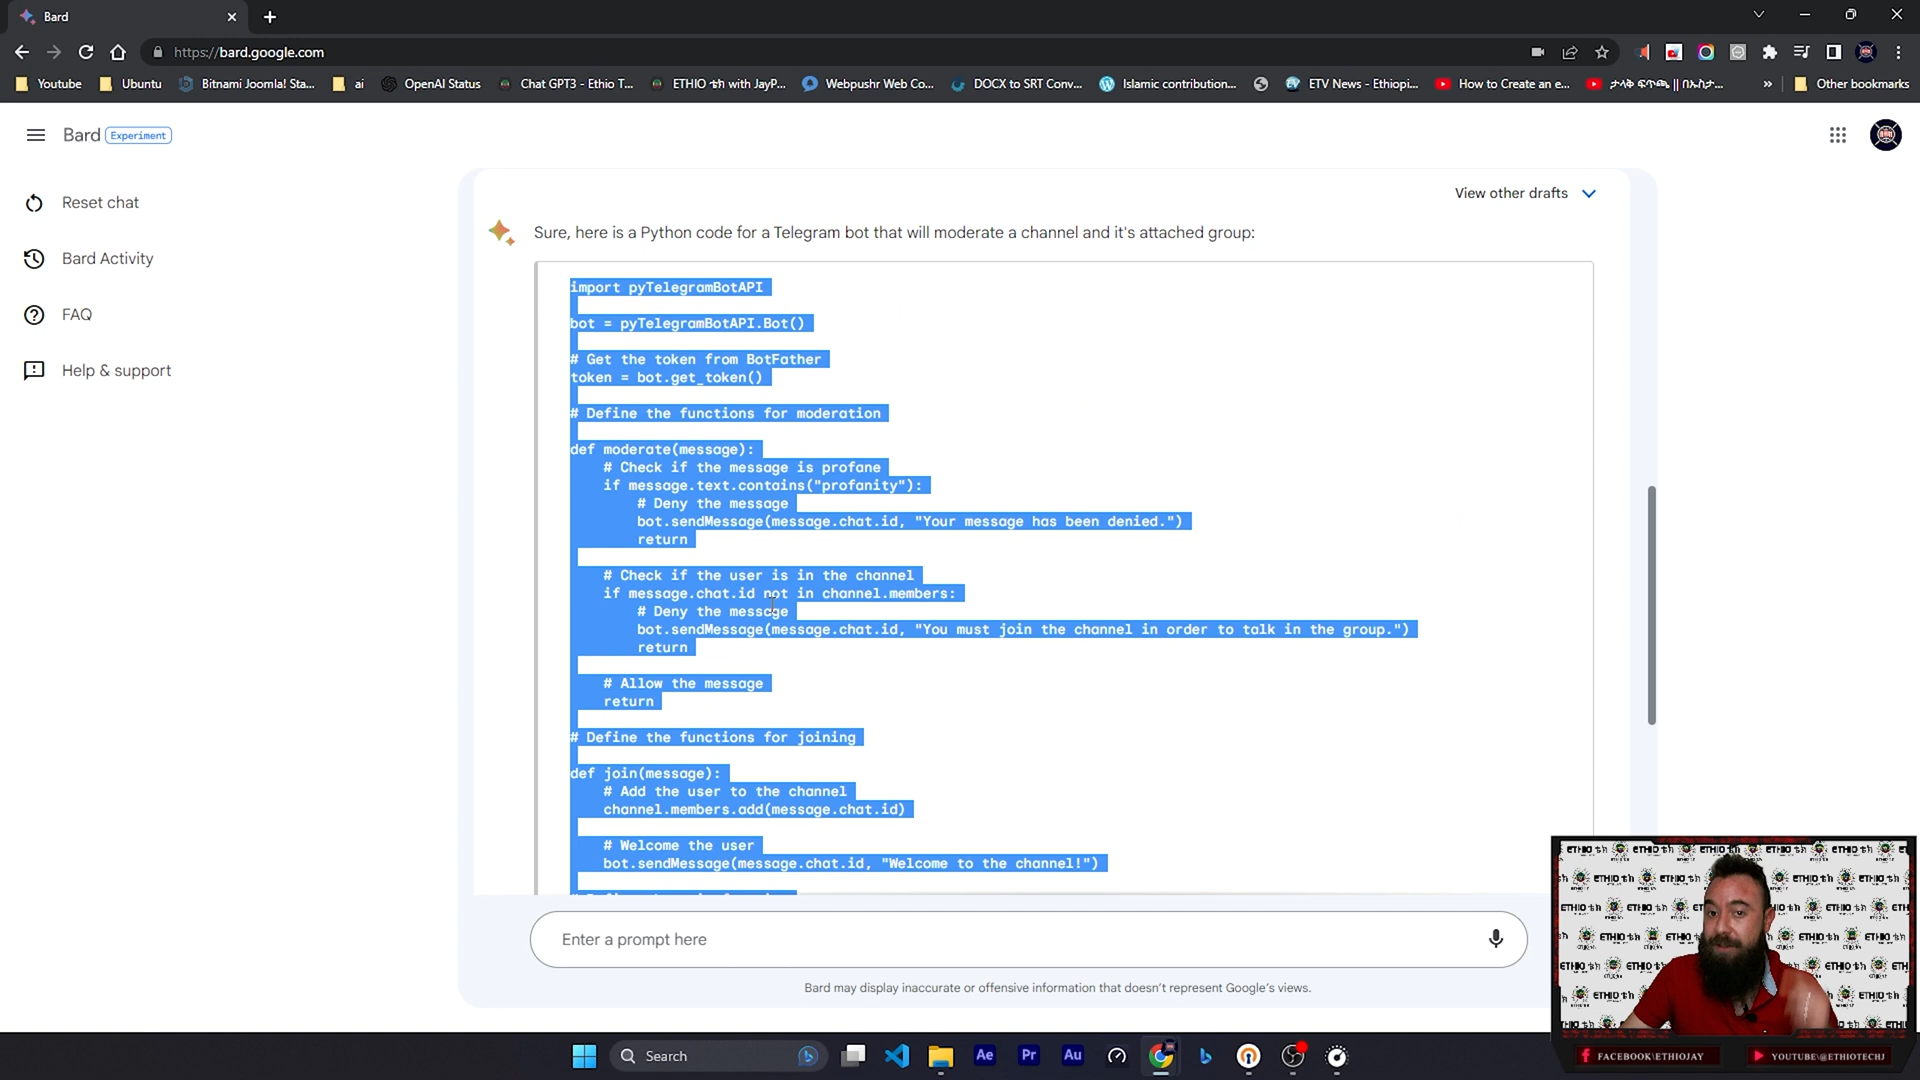 Bard
https://bard.google.com
Youtube
Ubuntu
Bitnami Joomla! Sta...
ai
OpenAI Status
Chat GPT3 - Ethio T...
ETHIO ቴክ with JayP...
Webpushr Web Co...
DOCX to SRT Conv...
Islamic contribution...
ETV News - Ethiopi...
How to Create an e...
ታላቅ ፍጥጫ || በኡስታ...
»
Other bookmarks
Bard Experiment
Reset chat
Bard Activity
FAQ
Help & support
View other drafts
Sure, here is a Python code for a Telegram bot that will moderate a channel and it's attached group:
import pyTelegramBotAPI
bot = pyTelegramBotAPI.Bot()
# Get the token from BotFather
token = bot.get_token()
# Define the functions for moderation
def moderate(message):
# Check if the message is profane
if message.text.contains("profanity"):
# Deny the message
bot.sendMessage(message.chat.id, "Your message has been denied.")
return
# Check if the user is in the channel
if message.chat.id not in channel.members:
# Deny the message
bot.sendMessage(message.chat.id, "You must join the channel in order to talk in the group.")
return
# Allow the message
return
# Define the functions for joining
def join(message):
# Add the user to the channel
channel.members.add(message.chat.id)
# Welcome the user
bot.sendMessage(message.chat.id, "Welcome to the channel!")
Enter a prompt here
Bard may display inaccurate or offensive information that doesn't represent Google's views.
Search
Ae
Pr
Au
FACEBOOK\ETHIOJAY
YOUTUBE\@ETHIOTECHJ